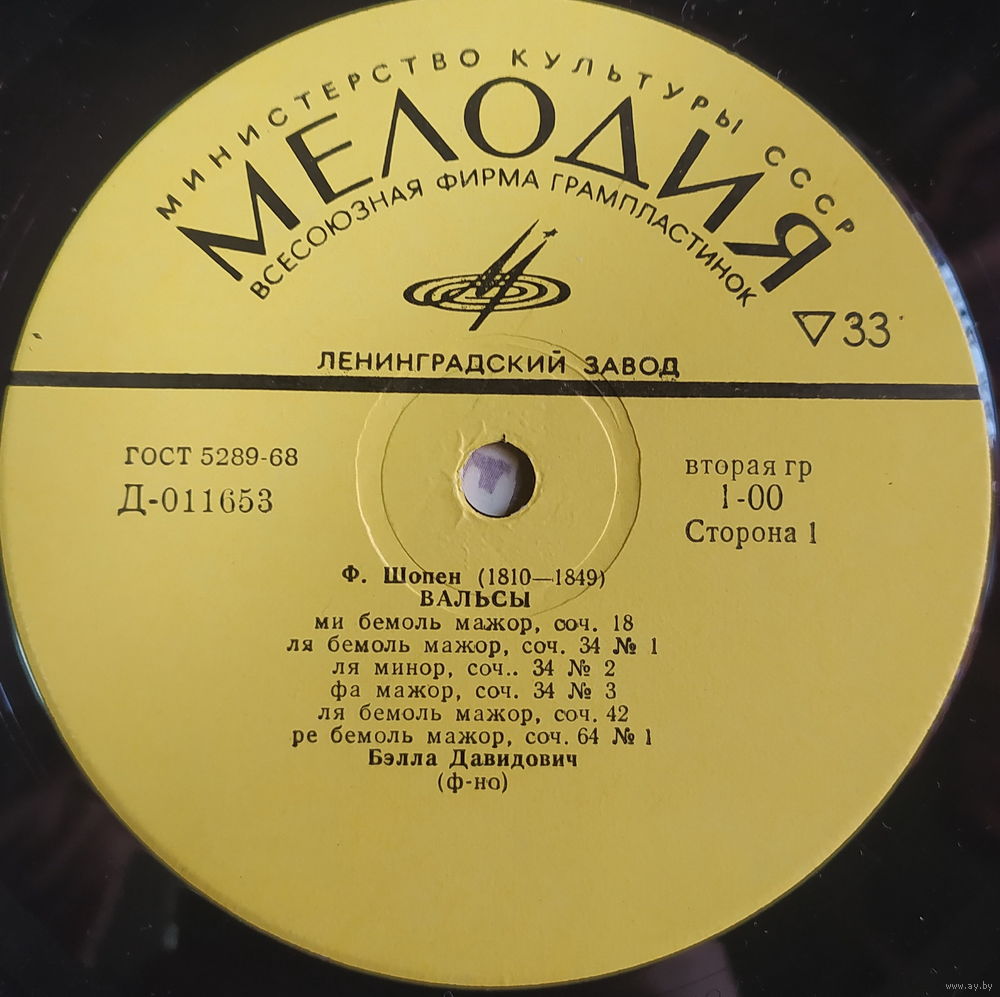 МИНИСТЕРСТВО КУЛЬТУРЫ СССР
МЕЛОДИЯ
ВСЕСОЮЗНАЯ ФИРМА ГРАМПЛАСТИНОК
33
ЛЕНИНГРАДСКИЙ ЗАВОД
ГОСТ 5289-68
Д-011653
вторая гр
1-00
Сторона 1
Ф. Шопен (1810—1849)
ВАЛЬСЫ
ми бемоль мажор, соч. 18
ля бемоль мажор, соч. 34 № 1
ля минор, соч.. 34 № 2
фа мажор, соч. 34 № 3
ля бемоль мажор, соч. 42
ре бемоль мажор, соч. 64 № 1
Бэлла Давидович
(ф-но)
www.ay.by